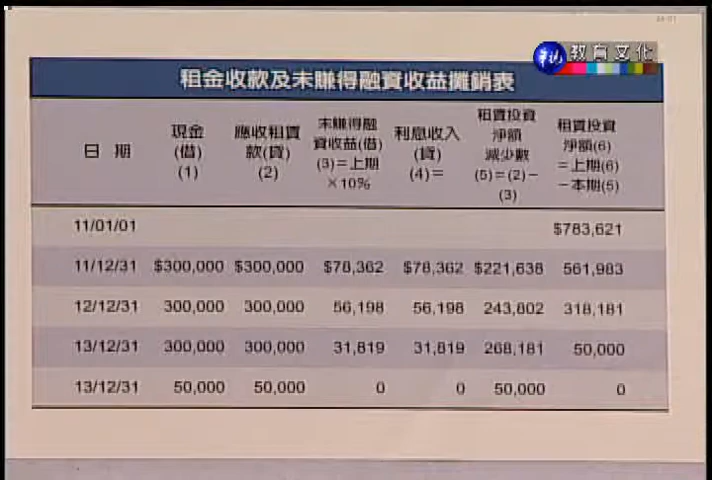 華視 教育文化
租金收款及未賺得融資收益攤銷表
日 期
現金
(借)
(1)
應收租賃
款(貸)
(2)
未賺得融
資收益(借)
(3)=上期
×10%
利息收入
(貸)
(4)=
租賃投資
淨額
減少數
(5)=(2)-
(3)
租賃投資
淨額(6)
=上期(6)
-本期(5)
11/01/01 $783,621
11/12/31 $300,000 $300,000 $78,362 $78,362 $221,638 561,983
12/12/31 300,000 300,000 56,198 56,198 243,802 318,181
13/12/31 300,000 300,000 31,819 31,819 268,181 50,000
13/12/31 50,000 50,000 0 0 50,000 0